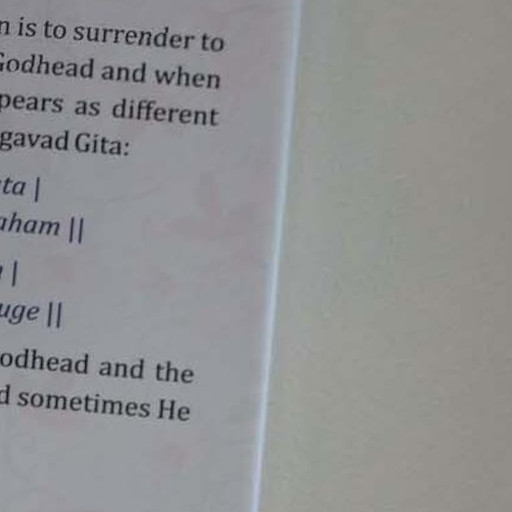 n is to surrender to
Godhead and when
pears as different
gavad Gita:
ta |
aham ||
|
uge ||
odhead and the
d sometimes He